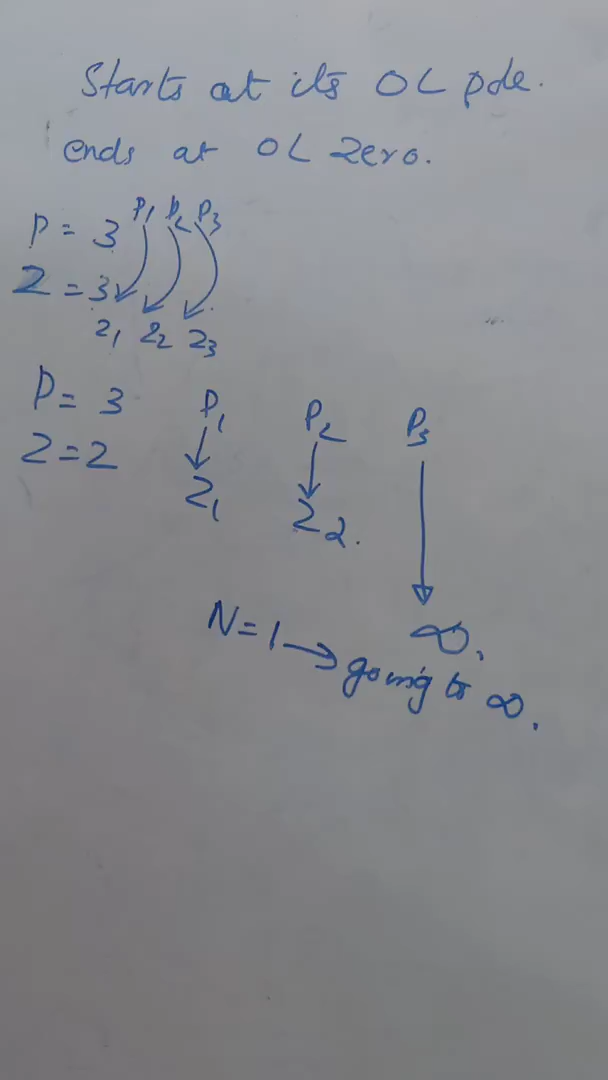 Starts at its OL pole.
ends at OL zero.
P = 3 P1 P2 P3
Z = 3
Z1 Z2 Z3
P = 3 P1 P2 P3
Z = 2
Z1 Z2.
∞.
N = 1 → going to ∞.